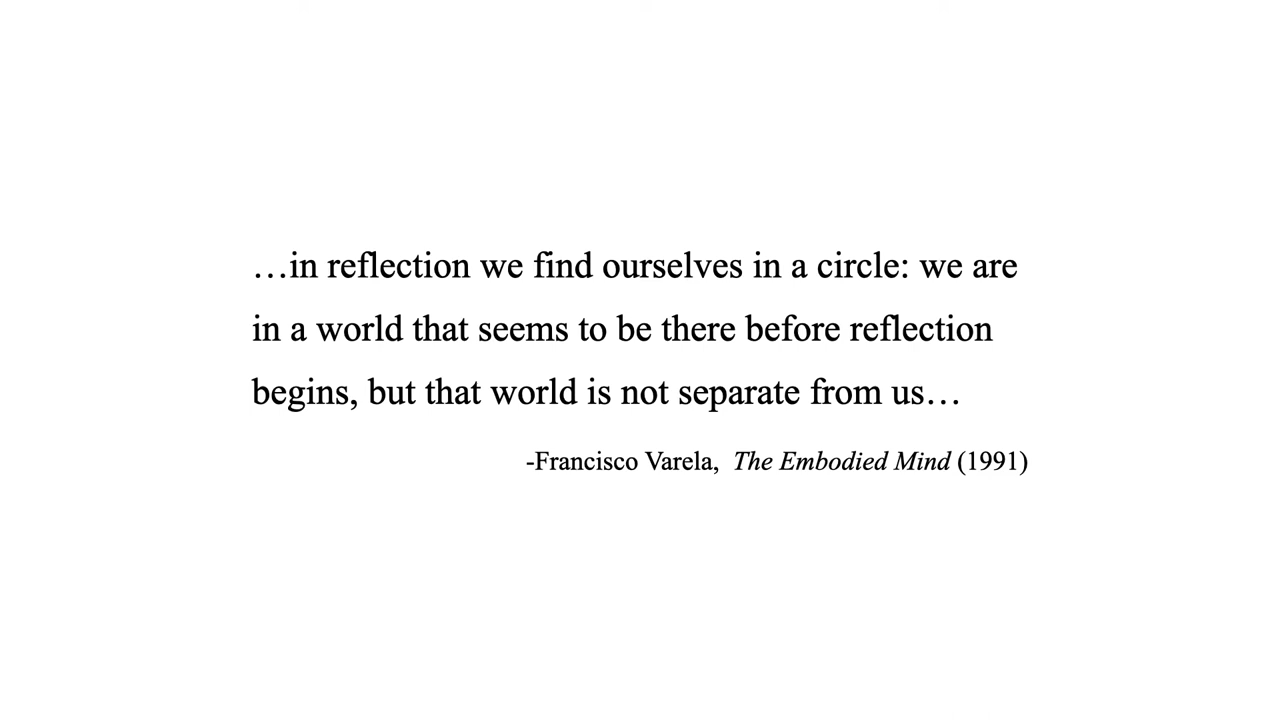 …in reflection we find ourselves in a circle: we are
in a world that seems to be there before reflection
begins, but that world is not separate from us…
-Francisco Varela,  The Embodied Mind (1991)